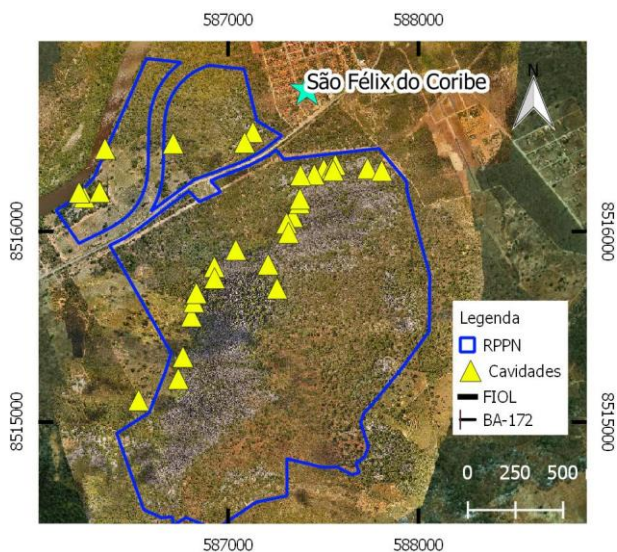 587000 588000
São Félix do Coribe
N
8516000 8516000
Legenda
RPPN
Cavidades
FIOL
BA-172
8515000 8515000
0 250 500
587000 588000